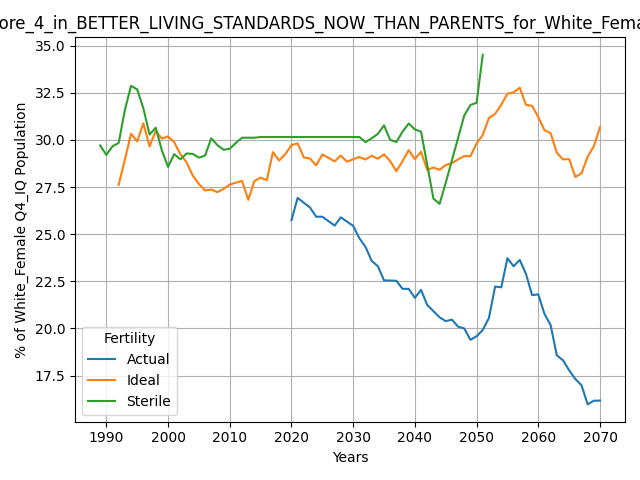 ore_4_in_BETTER_LIVING_STANDARDS_NOW_THAN_PARENTS_for_White_Fema
% of White_Female Q4_IQ Population
35.0
32.5
30.0
27.5
25.0
22.5
20.0
17.5
Fertility
Actual
Ideal
Sterile
1990 2000 2010 2020 2030 2040 2050 2060 2070
Years